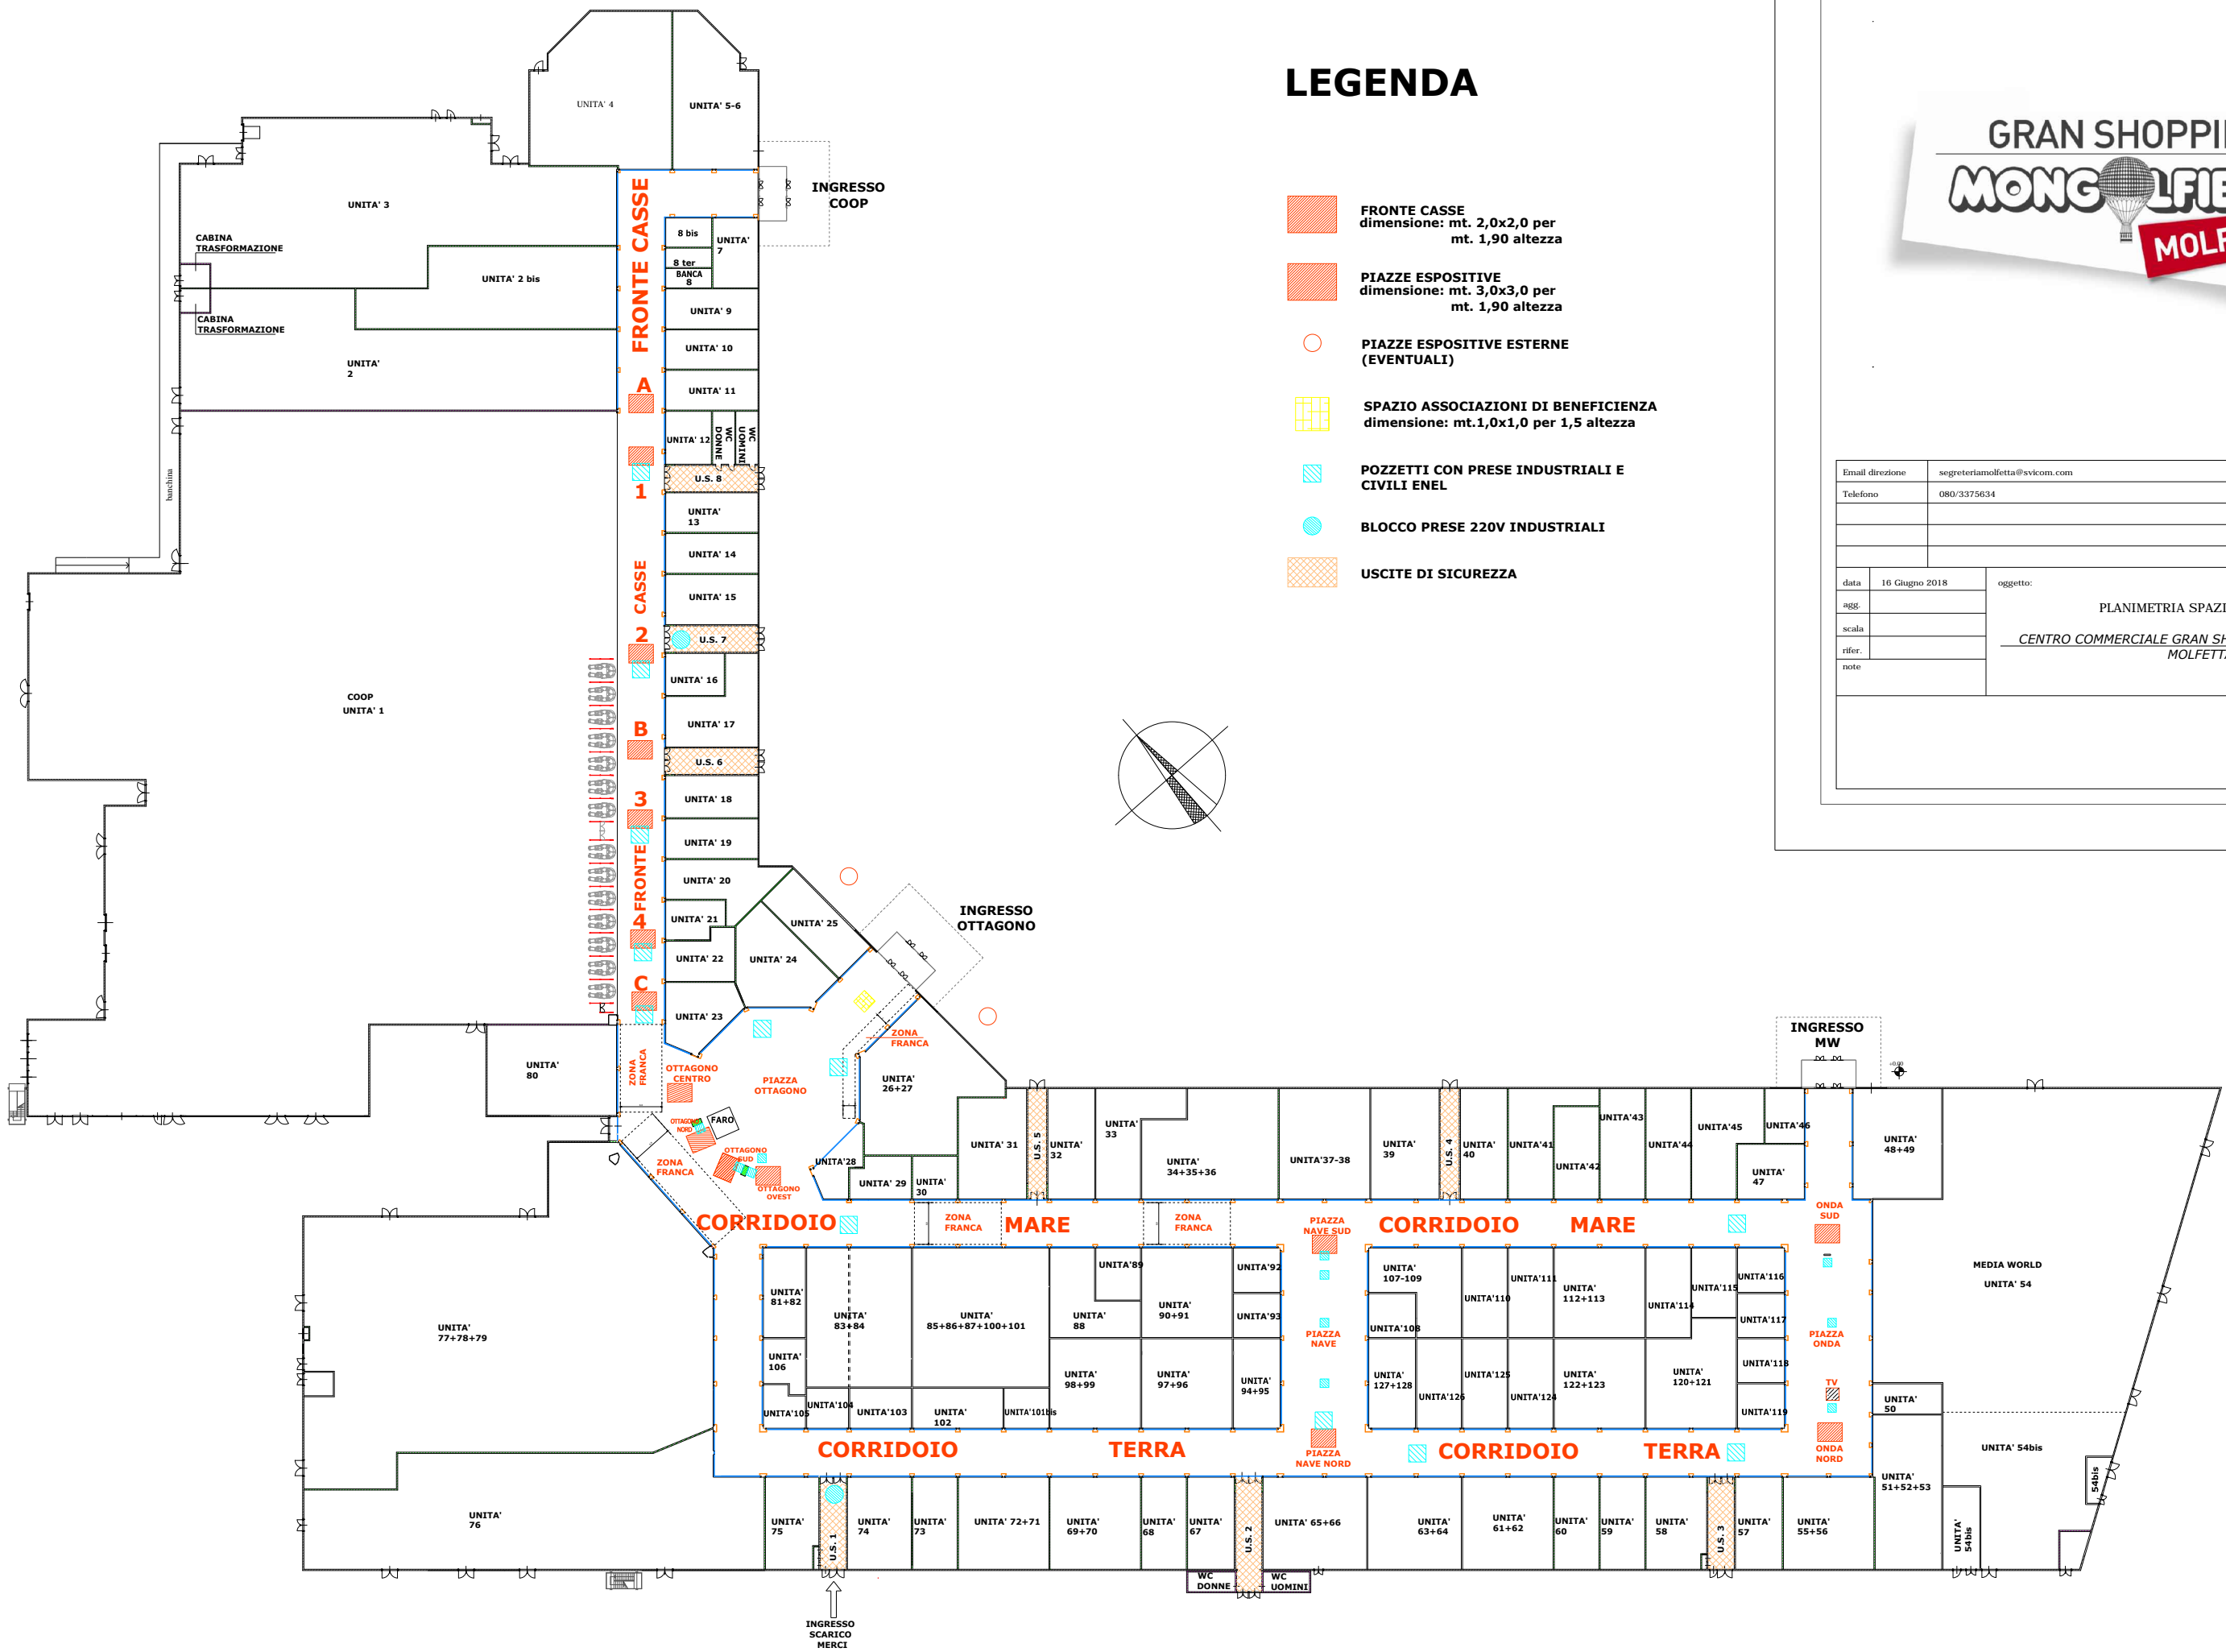 LEGENDA
FRONTE CASSE
dimensione: mt. 2,0x2,0 per
mt. 1,90 altezza
PIAZZE ESPOSITIVE
dimensione: mt. 3,0x3,0 per
mt. 1,90 altezza
PIAZZE ESPOSITIVE ESTERNE
(EVENTUALI)
SPAZIO ASSOCIAZIONI DI BENEFICIENZA
dimensione: mt.1,0x1,0 per 1,5 altezza
POZZETTI CON PRESE INDUSTRIALI E
CIVILI ENEL
BLOCCO PRESE 220V INDUSTRIALI
USCITE DI SICUREZZA
GRAN SHOPPI
MONG LFIE
MOLF
Email direzione segreteriamolfetta@svicom.com
Telefono 080/3375634
data 16 Giugno 2018
oggetto:
agg.
PLANIMETRIA SPAZI
scala
CENTRO COMMERCIALE GRAN SH
rifer.
MOLFETTA
note
UNITA' 4
UNITA' 5-6
INGRESSO
COOP
UNITA' 3
CABINA
TRASFORMAZIONE
UNITA' 2 bis
CABINA
TRASFORMAZIONE
UNITA'
2
FRONTE CASSE
8 bis
UNITA'
7
8 ter
BANCA
8
UNITA' 9
UNITA' 10
A
UNITA' 11
UNITA' 12
WC
DONNE
WC
UOMINI
banchina
1
U.S. 8
UNITA'
13
UNITA' 14
CASSE
UNITA' 15
2
U.S. 7
UNITA' 16
COOP
UNITA' 1
UNITA' 17
B
U.S. 6
3
UNITA' 18
UNITA' 19
FRONTE
UNITA' 20
4
UNITA' 21
UNITA' 22
UNITA' 25
UNITA' 24
INGRESSO
OTTAGONO
C
UNITA' 23
ZONA
FRANCA
UNITA'
80
ZONA
FRANCA
OTTAGONO
CENTRO
PIAZZA
OTTAGONO
UNITA'
26+27
OTTAGONO
NORD
FARO
OTTAGONO
SUD
OTTAGONO
OVEST
ZONA
FRANCA
UNITA'28
UNITA' 29
UNITA'
30
UNITA' 31
U.S. 5
UNITA'
32
UNITA'
33
UNITA'
34+35+36
UNITA'37-38
UNITA'
39
U.S. 4
UNITA'
40
UNITA'41
UNITA'42
UNITA'43
UNITA'44
UNITA'45
UNITA'46
UNITA'
47
INGRESSO
MW
±0.00
UNITA'
48+49
CORRIDOIO
ZONA
FRANCA
MARE
ZONA
FRANCA
PIAZZA
NAVE SUD
CORRIDOIO
MARE
ONDA
SUD
UNITA'
81+82
UNITA'
83+84
UNITA'
85+86+87+100+101
UNITA'
88
UNITA'89
UNITA'
90+91
UNITA'92
UNITA'93
UNITA'
106
UNITA'105
UNITA'104
UNITA'103
UNITA'
102
UNITA'101bis
UNITA'
98+99
UNITA'
97+96
UNITA'
94+95
PIAZZA
NAVE
UNITA'
107-109
UNITA'108
UNITA'110
UNITA'111
UNITA'
112+113
UNITA'114
UNITA'115
UNITA'116
UNITA'117
UNITA'118
UNITA'119
UNITA'
127+128
UNITA'126
UNITA'125
UNITA'124
UNITA'
122+123
UNITA'
120+121
PIAZZA
ONDA
TV
MEDIA WORLD
UNITA' 54
UNITA'
50
UNITA' 54bis
54bis
UNITA'
54bis
UNITA'
51+52+53
UNITA'
77+78+79
UNITA'
76
CORRIDOIO
TERRA
PIAZZA
NAVE NORD
CORRIDOIO
TERRA
ONDA
NORD
UNITA'
75
U.S. 1
UNITA'
74
UNITA'
73
UNITA' 72+71
UNITA'
69+70
UNITA'
68
UNITA'
67
U.S. 2
UNITA' 65+66
UNITA'
63+64
UNITA'
61+62
UNITA'
60
UNITA'
59
UNITA'
58
U.S. 3
UNITA'
57
UNITA'
55+56
WC
DONNE
WC
UOMINI
INGRESSO
SCARICO
MERCI